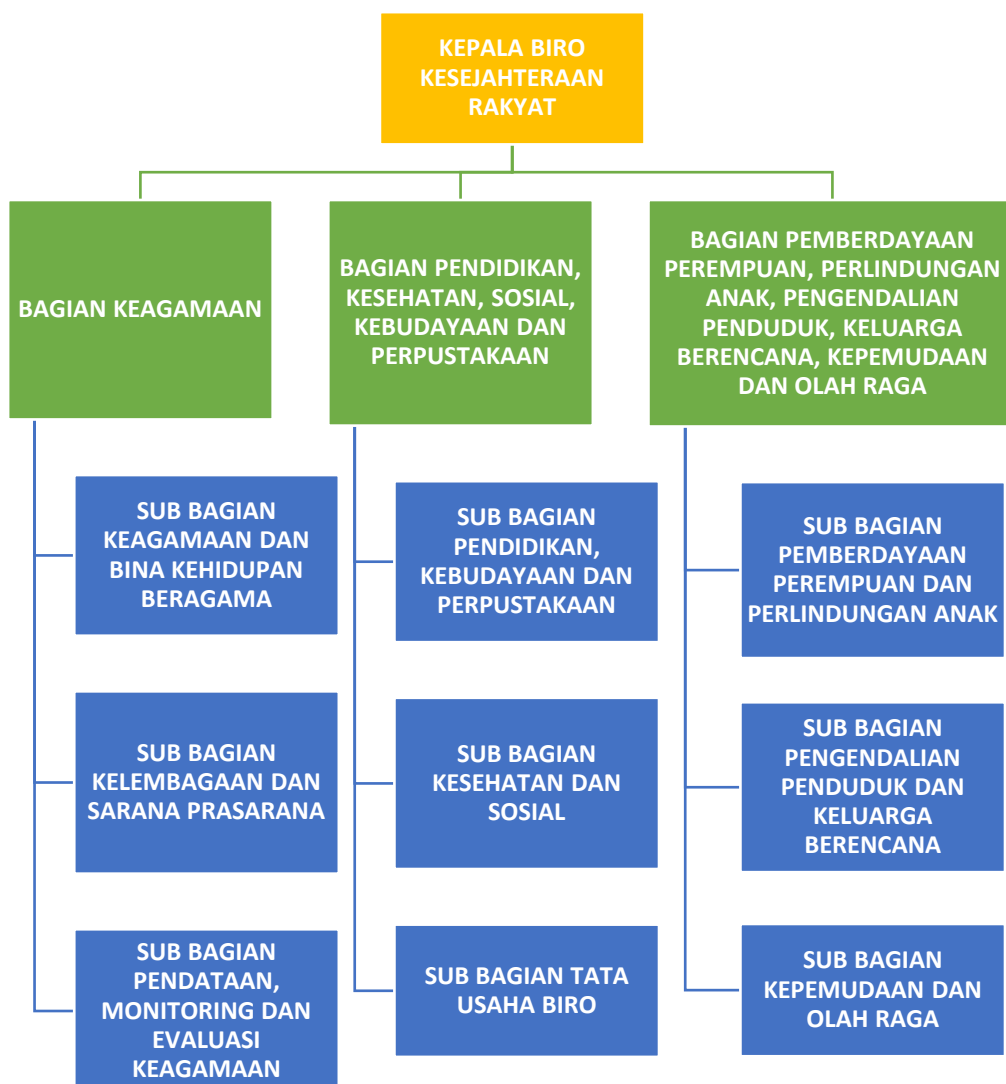 KEPALA BIRO
KESEJAHTERAAN
RAKYAT
BAGIAN KEAGAMAAN
BAGIAN PENDIDIKAN,
KESEHATAN, SOSIAL,
KEBUDAYAAN DAN
PERPUSTAKAAN
BAGIAN PEMBERDAYAAN
PEREMPUAN, PERLINDUNGAN
ANAK, PENGENDALIAN
PENDUDUK, KELUARGA
BERENCANA, KEPEMUDAAN
DAN OLAH RAGA
SUB BAGIAN
KEAGAMAAN DAN
BINA KEHIDUPAN
BERAGAMA
SUB BAGIAN
KELEMBAGAAN DAN
SARANA PRASARANA
SUB BAGIAN
PENDATAAN,
MONITORING DAN
EVALUASI
KEAGAMAAN
SUB BAGIAN
PENDIDIKAN,
KEBUDAYAAN DAN
PERPUSTAKAAN
SUB BAGIAN
KESEHATAN DAN
SOSIAL
SUB BAGIAN TATA
USAHA BIRO
SUB BAGIAN
PEMBERDAYAAN
PEREMPUAN DAN
PERLINDUNGAN ANAK
SUB BAGIAN
PENGENDALIAN
PENDUDUK DAN
KELUARGA
BERENCANA
SUB BAGIAN
KEPEMUDAAN DAN
OLAH RAGA